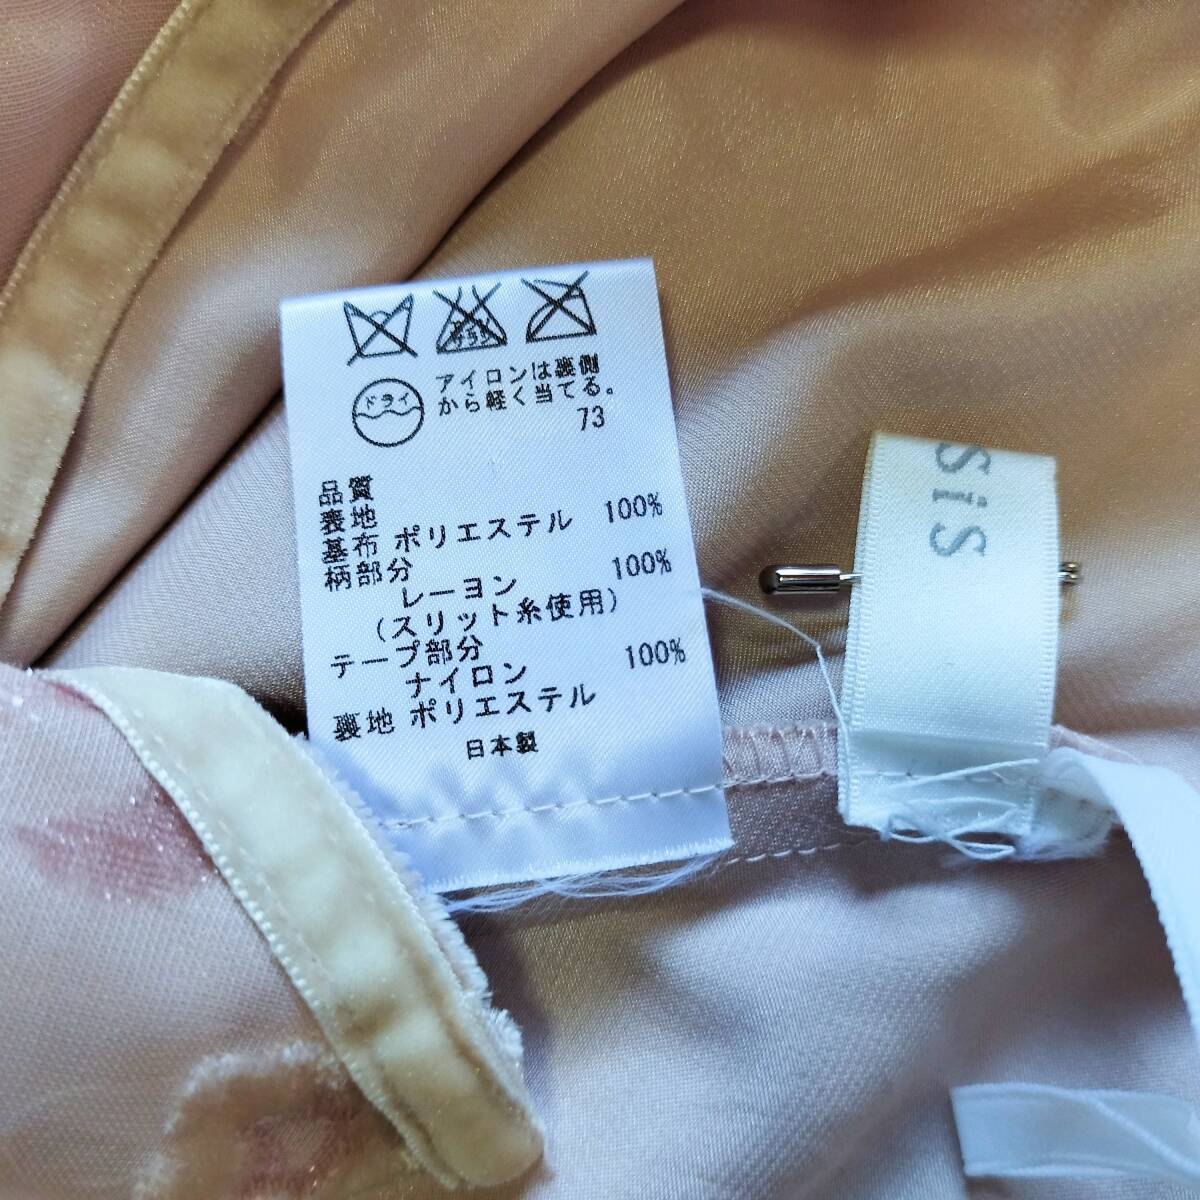 エンソ
ドライ
アイロンは裏側
から軽く当てる。
73
品質
表地
基布 ポリエステル 100%
柄部分
レーヨン 100%
(スリット糸使用)
テープ部分
ナイロン 100%
裏地 ポリエステル
日本製
SiS